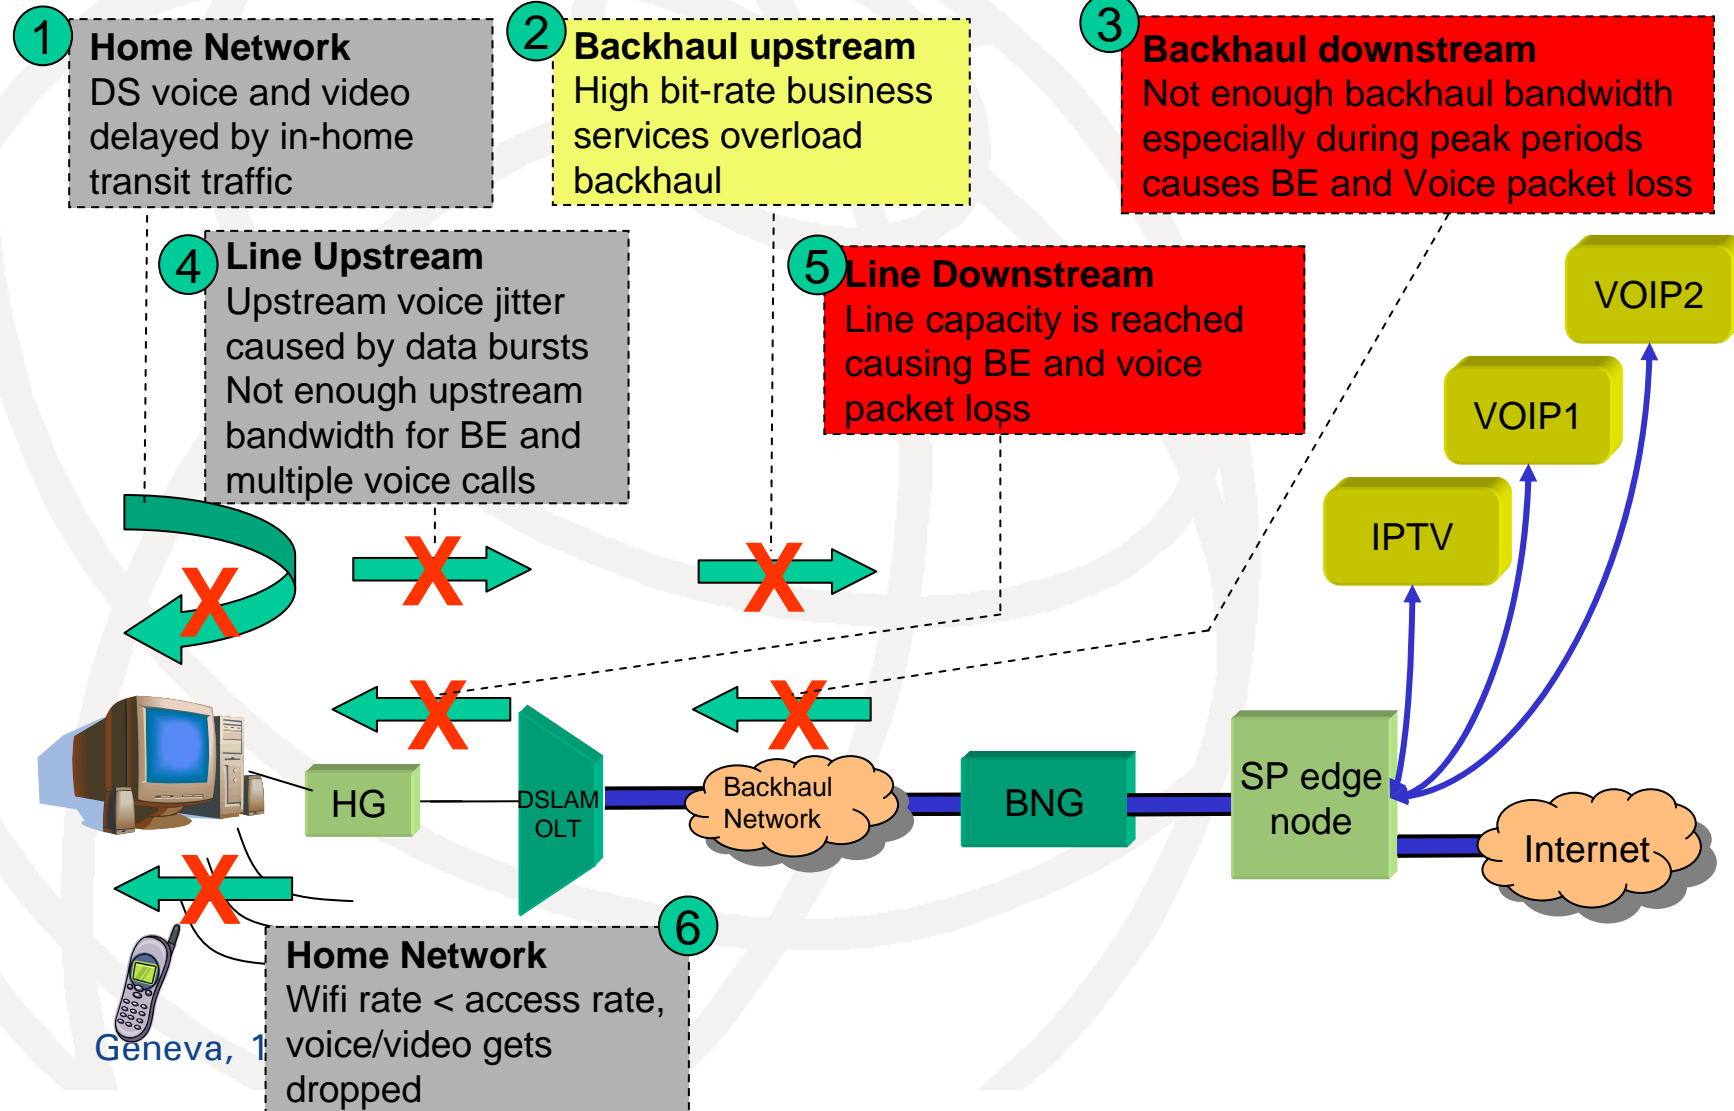 1
Home Network
DS voice and video
delayed by in-home
transit traffic
2
Backhaul upstream
High bit-rate business
services overload
backhaul
3
Backhaul downstream
Not enough backhaul bandwidth
especially during peak periods
causes BE and Voice packet loss
4
Line Upstream
Upstream voice jitter
caused by data bursts
Not enough upstream
bandwidth for BE and
multiple voice calls
5
Line Downstream
Line capacity is reached
causing BE and voice
packet loss
VOIP2
VOIP1
IPTV
X
X
X
X
X
HG
DSLAM
OLT
Backhaul
Network
BNG
SP edge
node
Internet
X
6
Home Network
Wifi rate < access rate,
voice/video gets
dropped
Geneva, 1